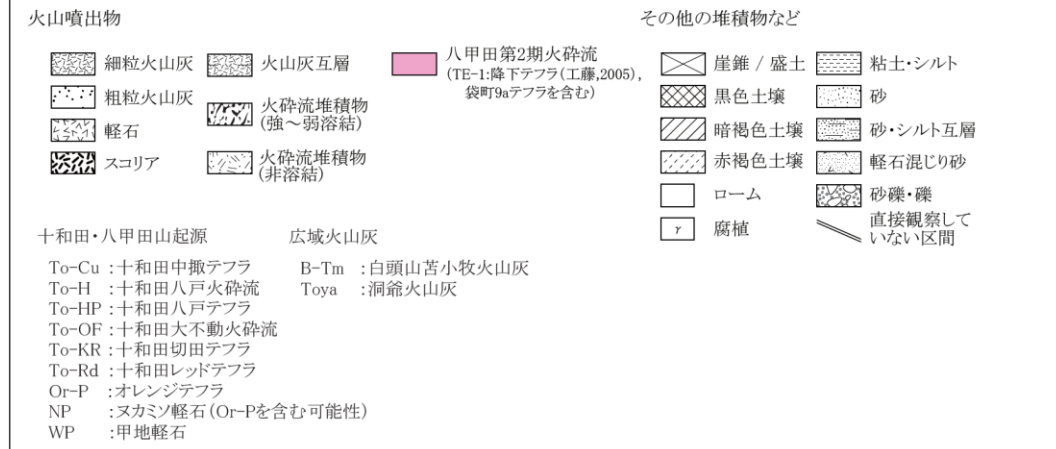 火山噴出物
細粒火山灰
粗粒火山灰
軽石
スコリア
火山灰互層
火砕流堆積物
(強～弱溶結)
火砕流堆積物
(非溶結)
八甲田第2期火砕流
(TE-1:降下テフラ(工藤,2005),
袋町9aテフラを含む)
その他の堆積物など
崖錐 / 盛土
黒色土壌
暗褐色土壌
赤褐色土壌
ローム
腐植
粘土・シルト
砂
砂・シルト互層
軽石混じり砂
砂礫・礫
直接観察して
いない区間
十和田・八甲田山起源
To-Cu :十和田中掫テフラ
To-H :十和田八戸火砕流
To-HP :十和田八戸テフラ
To-OF :十和田大不動火砕流
To-KR :十和田切田テフラ
To-Rd :十和田レッドテフラ
Or-P :オレンジテフラ
NP :ヌカミソ軽石(Or-Pを含む可能性)
WP :甲地軽石
広域火山灰
B-Tm :白頭山苫小牧火山灰
Toya :洞爺火山灰